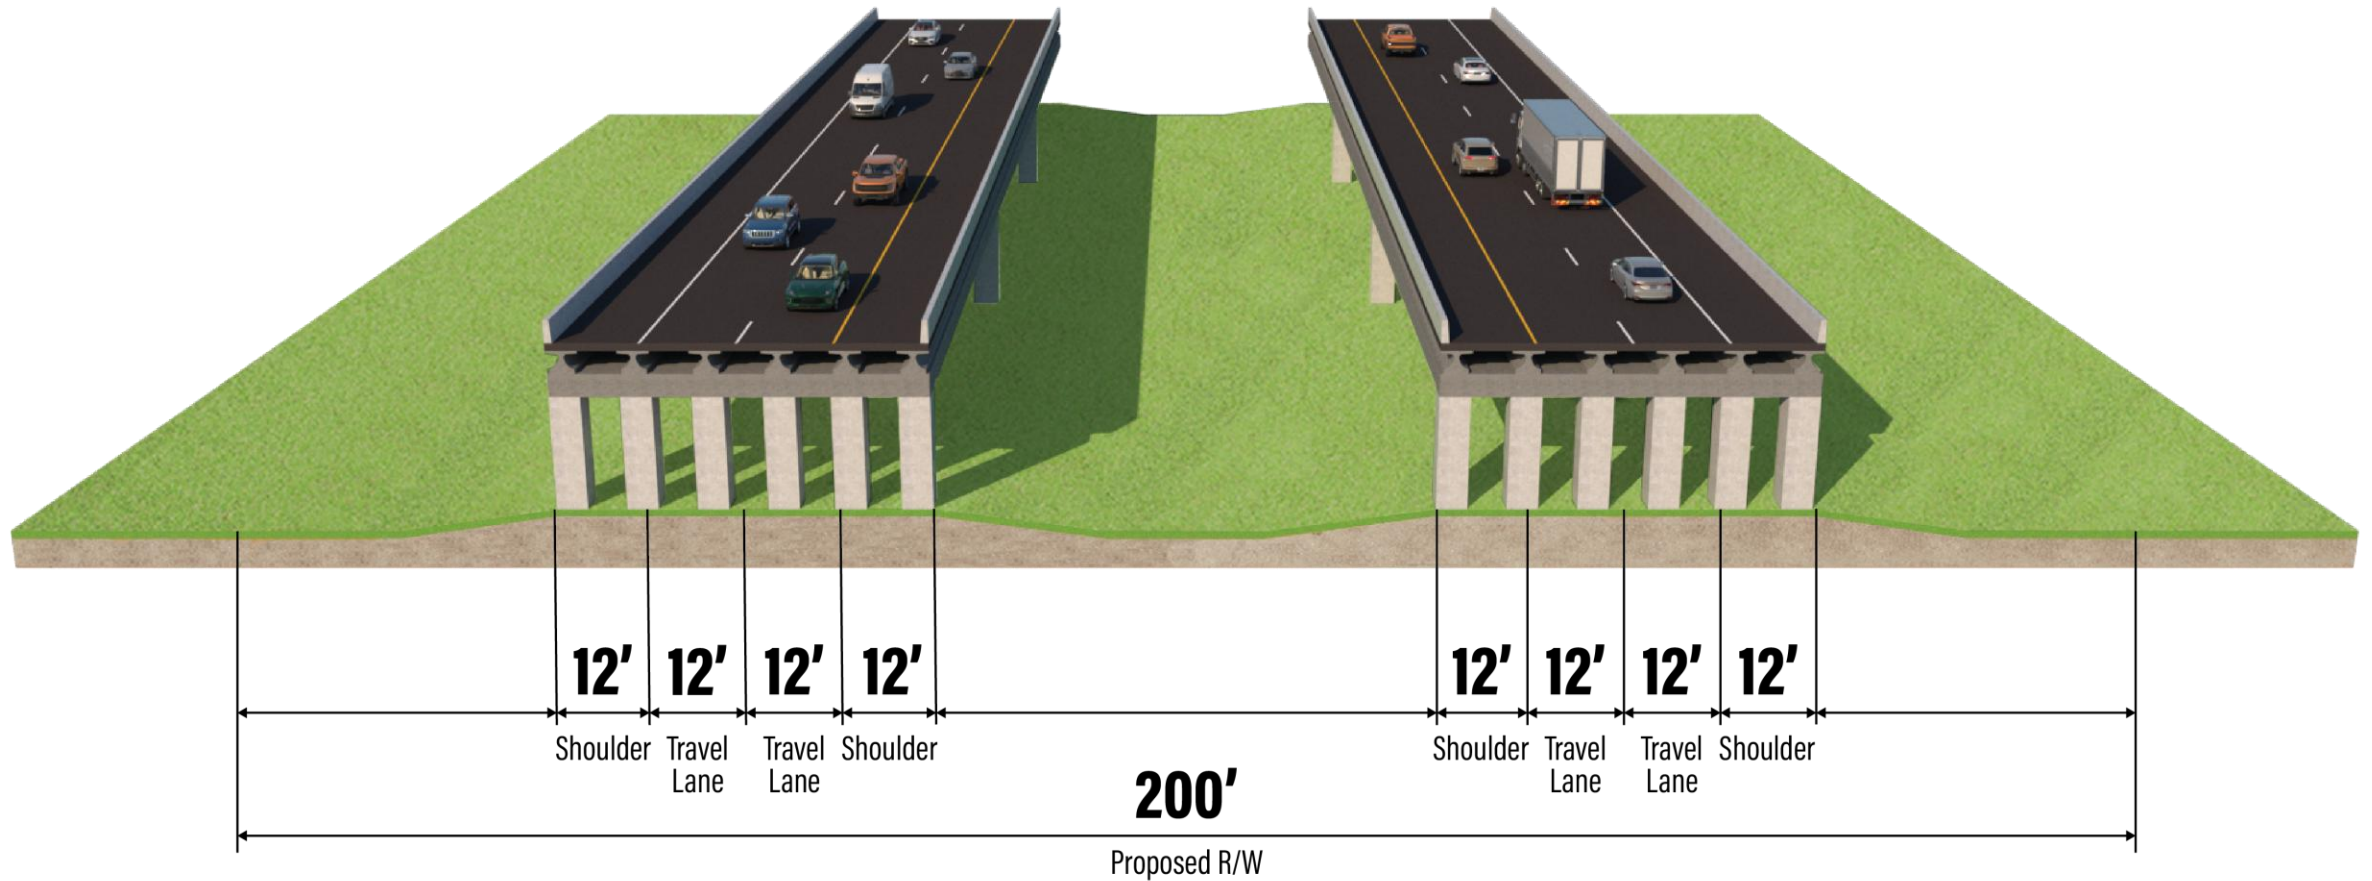 12’ 12’ 12’ 12’ 12’ 12’ 12’ 12’
Shoulder Travel Lane Travel Lane Shoulder Shoulder Travel Lane Travel Lane Shoulder
200’
Proposed R/W